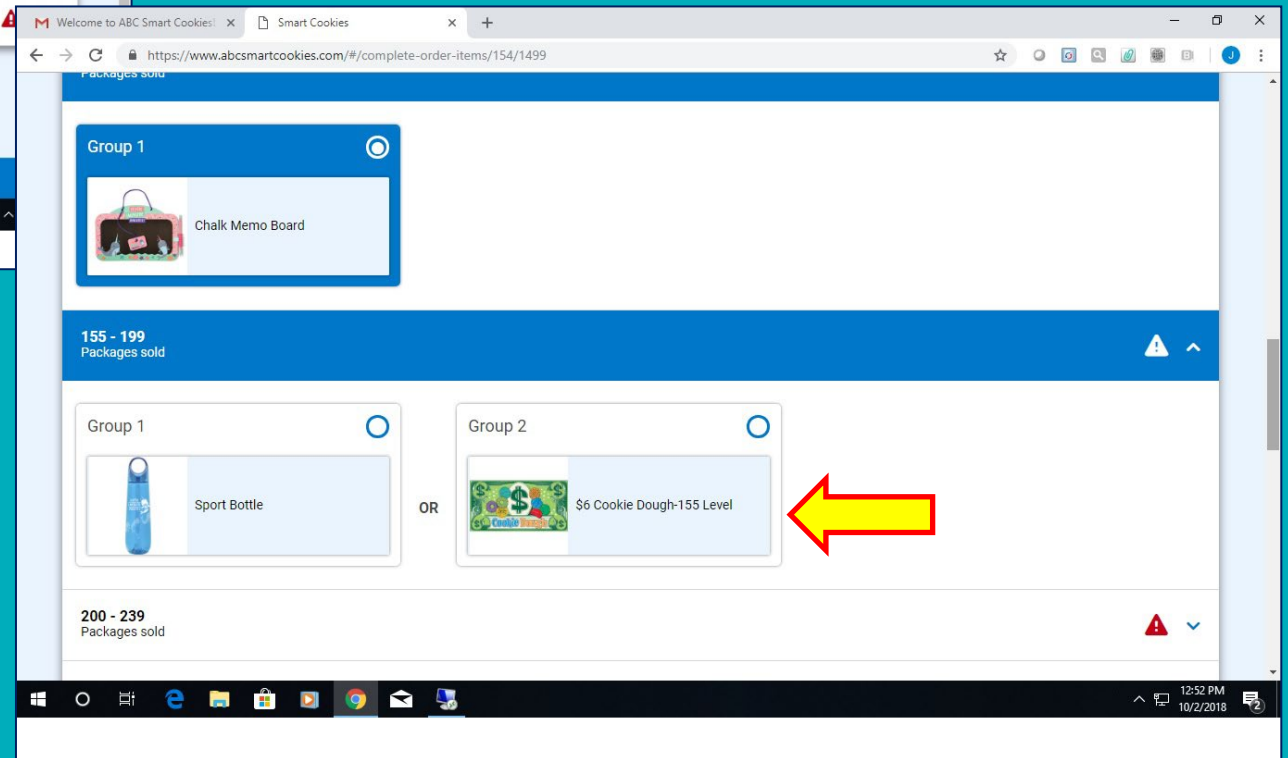 Welcome to ABC Smart Cookies!
Smart Cookies
https://www.abcsmartcookies.com/#/complete-order-items/154/1499
J
Packages sold
Group 1
Chalk Memo Board
155 - 199
Packages sold
Group 1
Sport Bottle
OR
Group 2
$6 Cookie Dough-155 Level
200 - 239
Packages sold
12:52 PM
10/2/2018
2